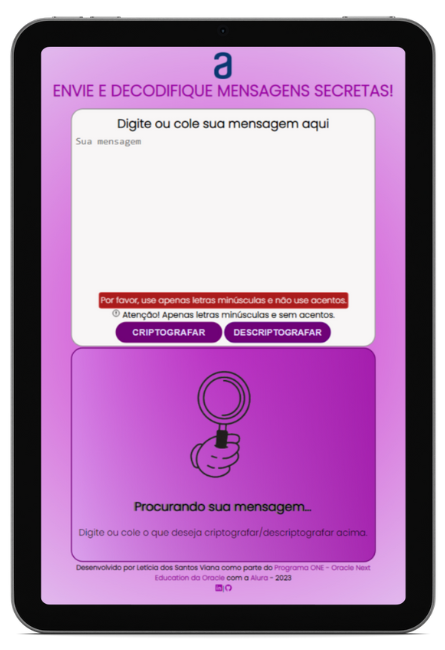 a
ENVIE E DECODIFIQUE MENSAGENS SECRETAS!
Digite ou cole sua mensagem aqui
Sua mensagem
Por favor, use apenas letras minúsculas e não use acentos.
Atenção! Apenas letras minúsculas e sem acentos.
CRIPTOGRAFAR DESCRIPTOGRAFAR
Procurando sua mensagem...
Digite ou cole o que deseja criptografar/descriptografar acima.
Desenvolvido por Letícia dos Santos Viana como parte do Programa ONE - Oracle Next
Education da Oracle com a Alura - 2023